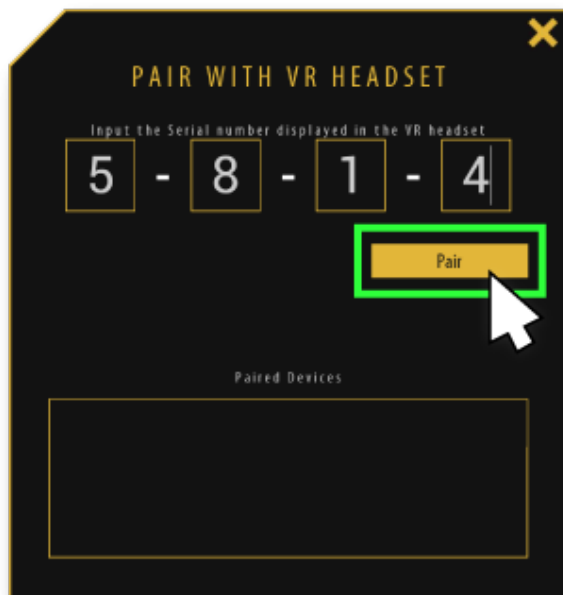 PAIR WITH VR HEADSET
Input the Serial number displayed in the VR headset
5 - 8 - 1 - 4
Pair
Paired Devices